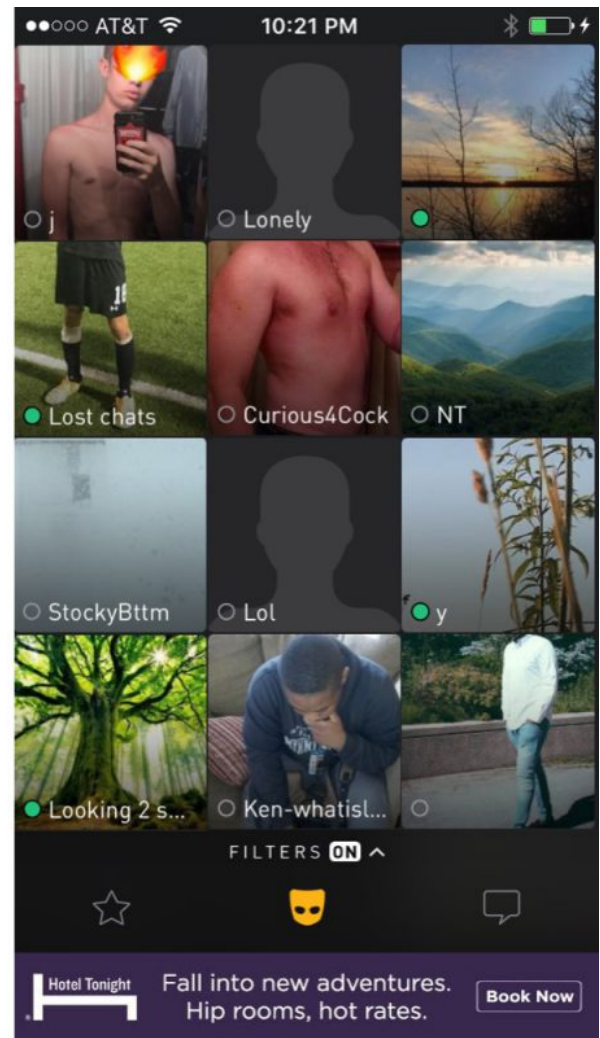 AT&T 10:21 PM
j
Lonely
Lost chats
Curious4Cock
NT
StockyBttm
Lol
y
Looking 2 s...
Ken-whatisl...
FILTERS ON
Hotel Tonight
Fall into new adventures.
Hip rooms, hot rates.
Book Now